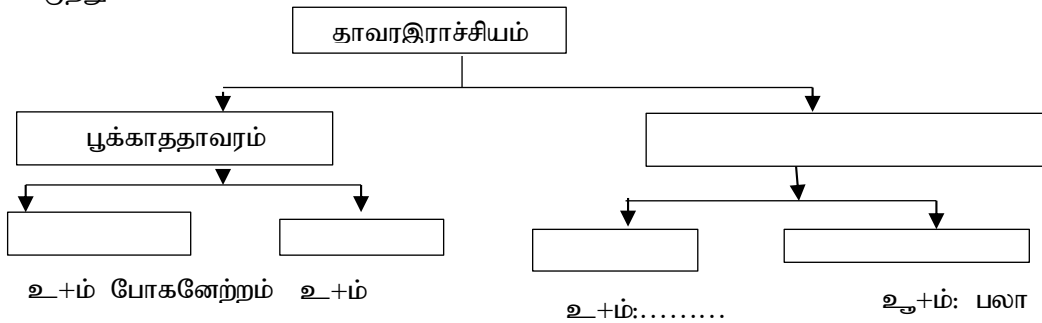 தாவரஇராச்சியம்
பூக்காததாவரம்
உ+ம் போகனேற்றம் உ+ம்
உ+ம்:......... உூ+ம்: பலா